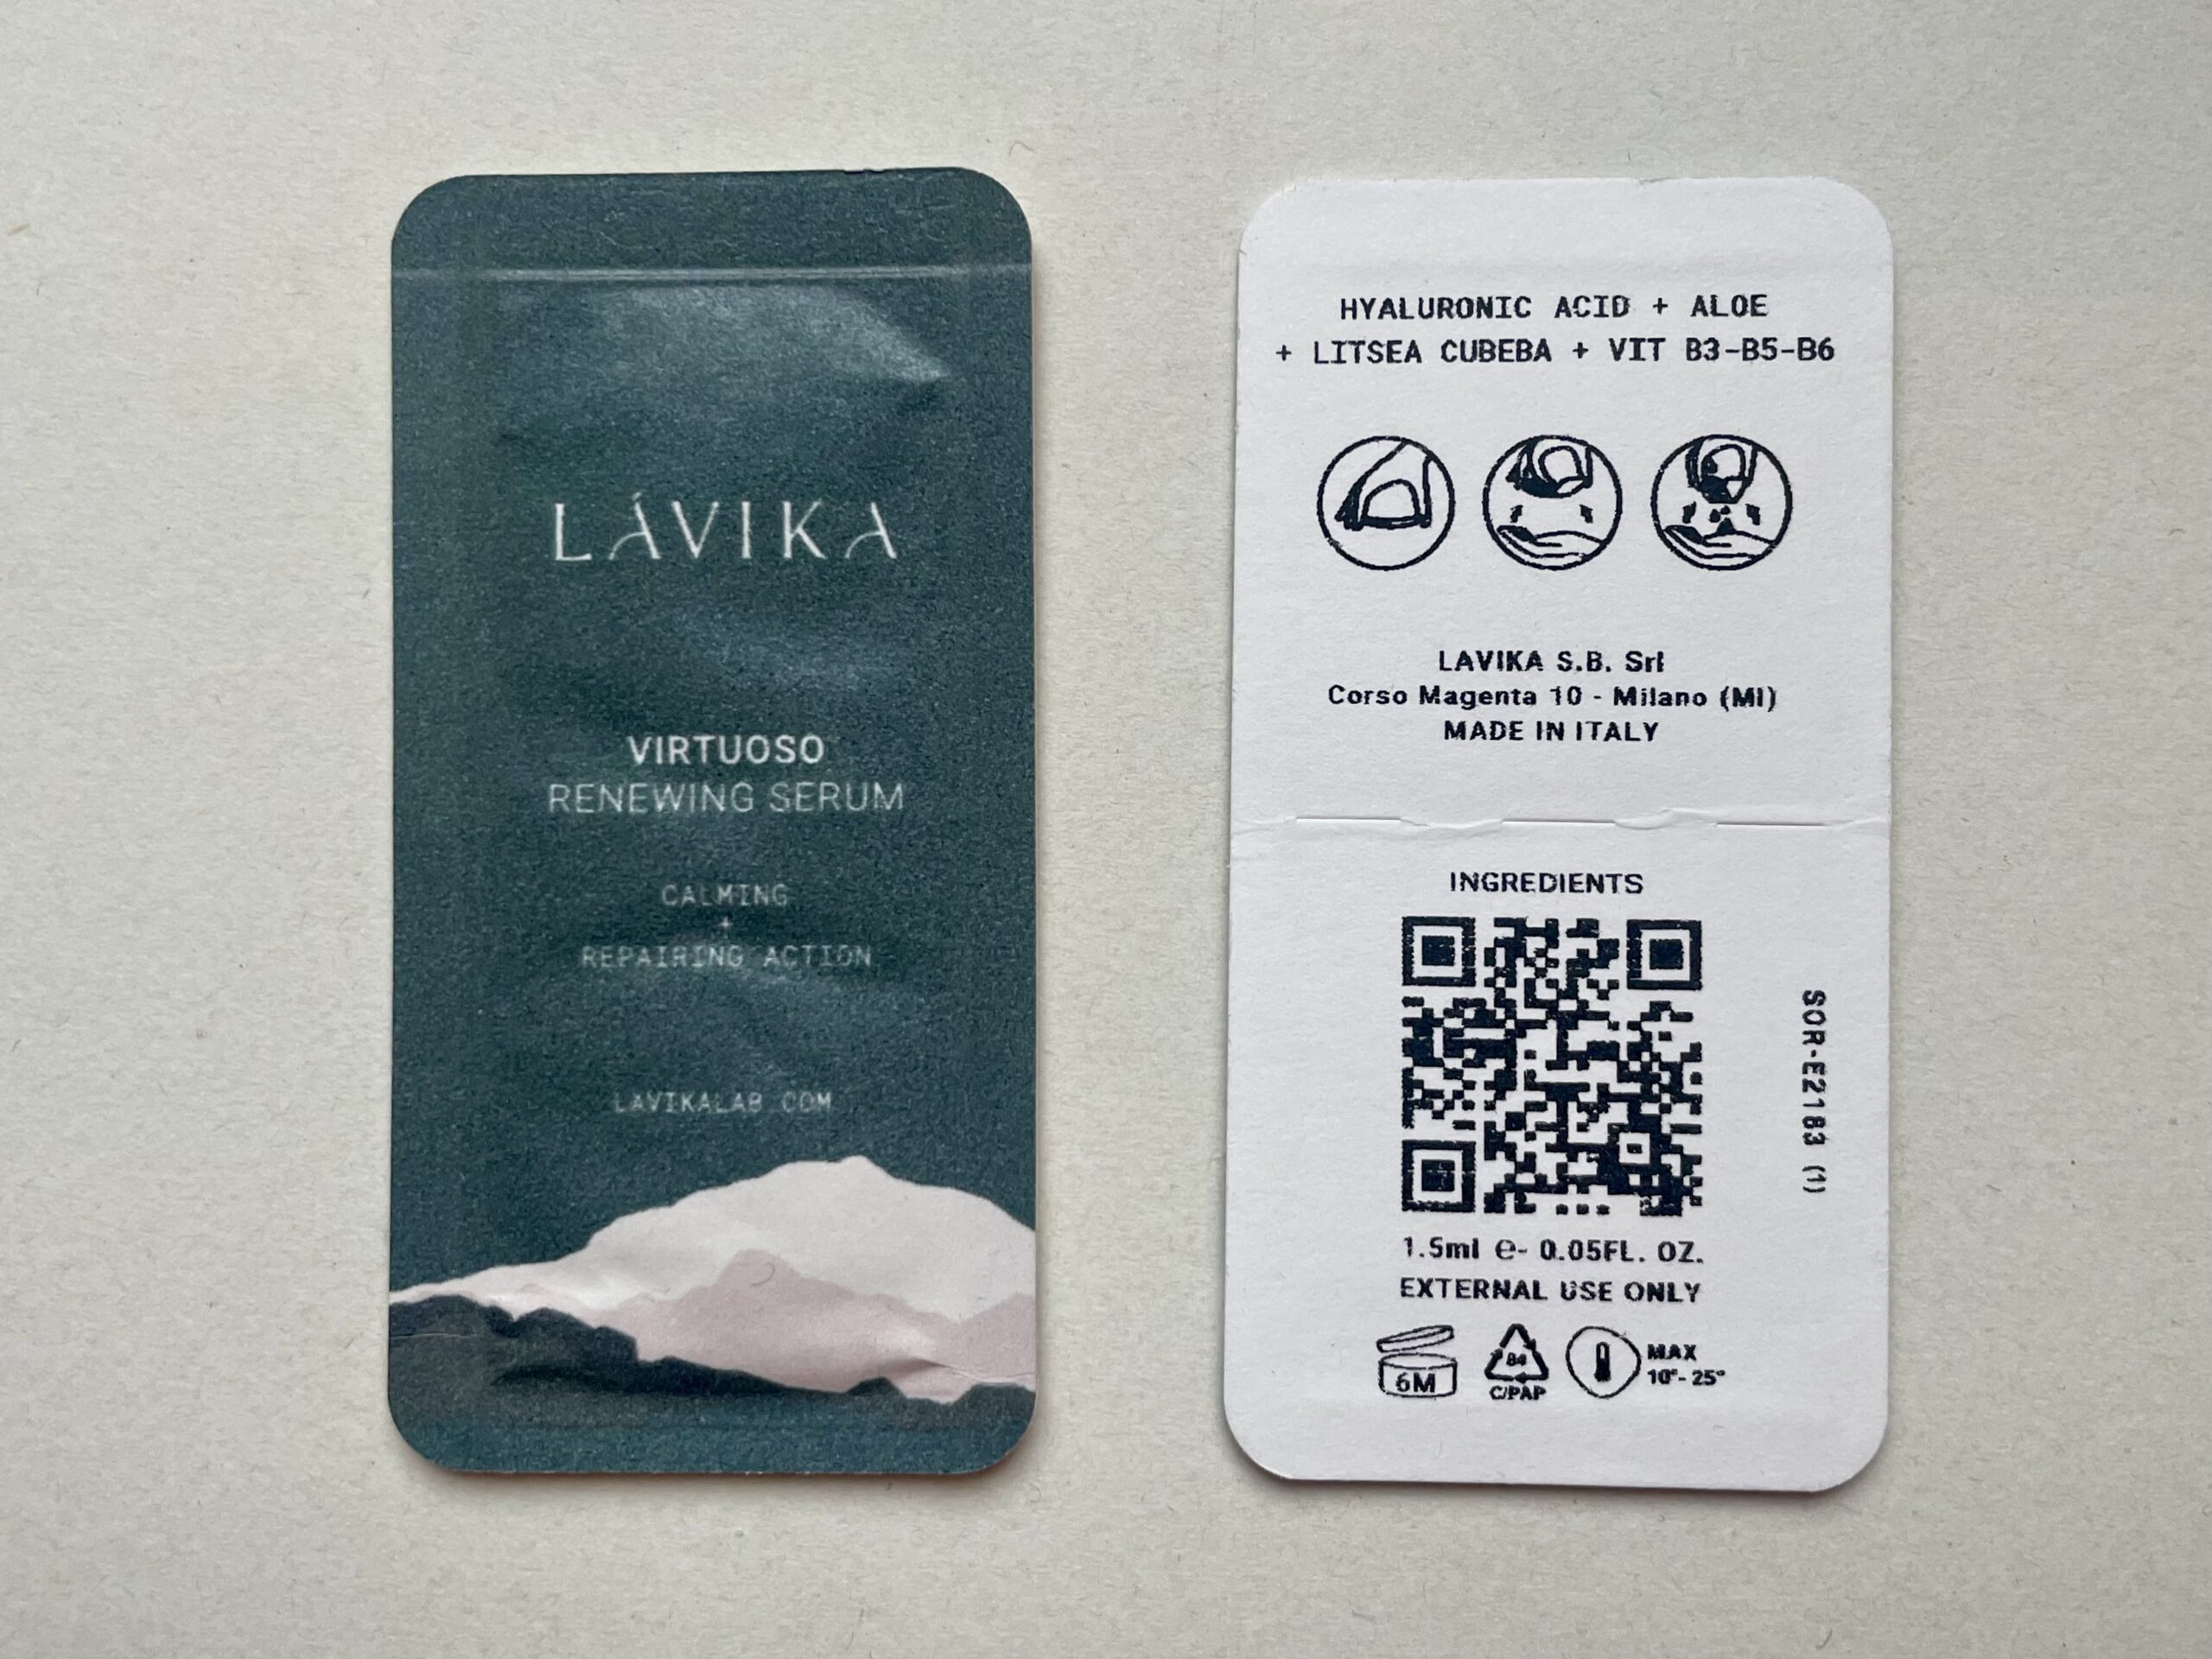 LÁVIKA
VIRTUOSO
RENEWING SERUM
CALMING
+
REPAIRING ACTION
LAVIKALAB.COM
HYALURONIC ACID + ALOE
+ LITSEA CUBEBA + VIT B3-B5-B6
LAVIKA S.B. Srl
Corso Magenta 10 - Milano (MI)
MADE IN ITALY
INGREDIENTS
SOR-E2183 (1)
1.5ml e- 0.05FL. OZ.
EXTERNAL USE ONLY
6M
84
C/PAP
MAX
10°- 25°